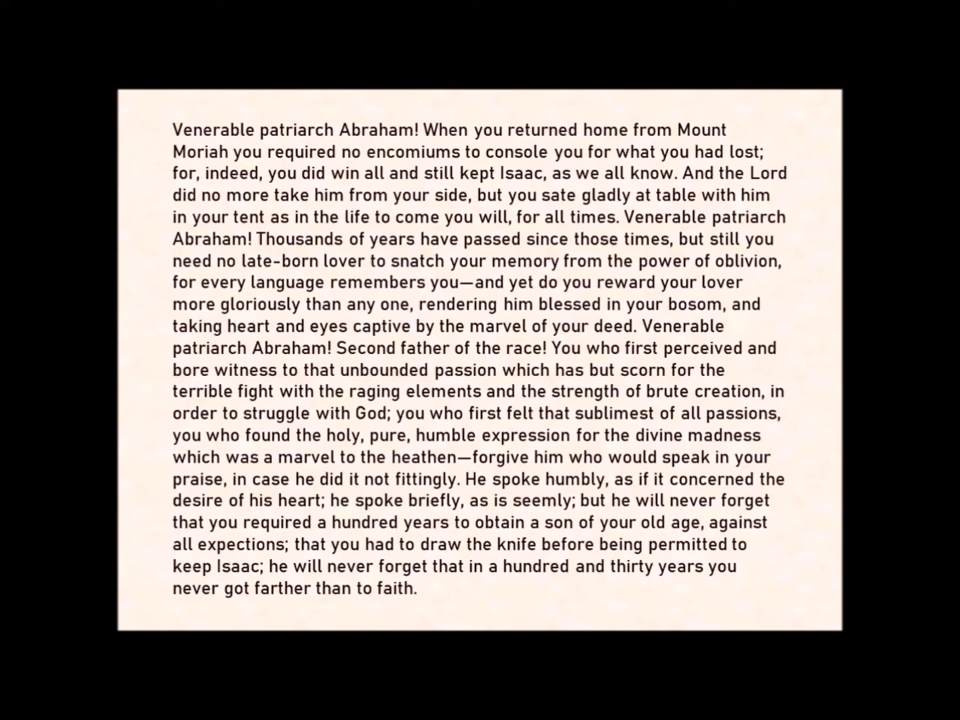 Venerable patriarch Abraham! When you returned home from Mount
Moriah you required no encomiums to console you for what you had lost;
for, indeed, you did win all and still kept Isaac, as we all know. And the Lord
did no more take him from your side, but you sate gladly at table with him
in your tent as in the life to come you will, for all times. Venerable patriarch
Abraham! Thousands of years have passed since those times, but still you
need no late-born lover to snatch your memory from the power of oblivion,
for every language remembers you—and yet do you reward your lover
more gloriously than any one, rendering him blessed in your bosom, and
taking heart and eyes captive by the marvel of your deed. Venerable
patriarch Abraham! Second father of the race! You who first perceived and
bore witness to that unbounded passion which has but scorn for the
terrible fight with the raging elements and the strength of brute creation, in
order to struggle with God; you who first felt that sublimest of all passions,
you who found the holy, pure, humble expression for the divine madness
which was a marvel to the heathen—forgive him who would speak in your
praise, in case he did it not fittingly. He spoke humbly, as if it concerned the
desire of his heart; he spoke briefly, as is seemly; but he will never forget
that you required a hundred years to obtain a son of your old age, against
all expections; that you had to draw the knife before being permitted to
keep Isaac; he will never forget that in a hundred and thirty years you
never got farther than to faith.